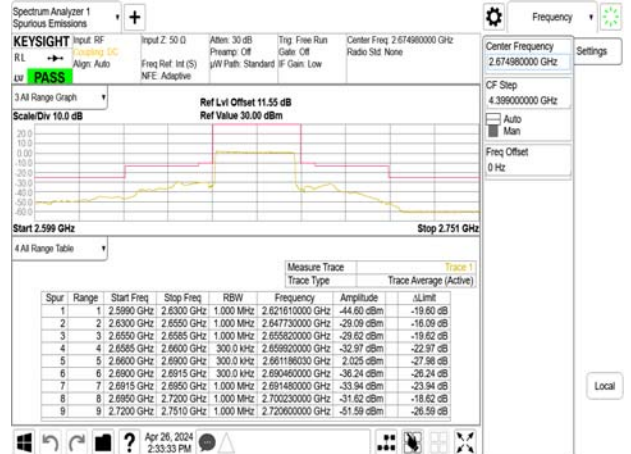 Spectrum Analyzer 1
Spurious Emissions
Frequency
KEYSIGHT
Input: RF
Coupling: DC
Align: Auto
Input Z: 50 Ω
Freq Ref: Int (S)
NFE: Adaptive
Atten: 30 dB
Preamp: Off
µW Path: Standard
Trig: Free Run
Gate: Off
IF Gain: Low
Center Freq: 2.674980000 GHz
Radio Std: None
RL
PASS
3 All Range Graph
Scale/Div 10.0 dB
Ref Lvl Offset 11.55 dB
Ref Value 30.00 dBm
20.0
10.0
0.00
-10.0
-20.0
-30.0
-40.0
-50.0
-60.0
Start 2.599 GHz
Stop 2.751 GHz
4 All Range Table
Measure Trace Trace 1
Trace Type Trace Average (Active)
Spur Range Start Freq Stop Freq RBW Frequency Amplitude ΔLimit
1 1 2.5990 GHz 2.6300 GHz 1.000 MHz 2.621610000 GHz -44.60 dBm -19.60 dB
2 2 2.6300 GHz 2.6550 GHz 1.000 MHz 2.647730000 GHz -29.09 dBm -16.09 dB
3 3 2.6550 GHz 2.6585 GHz 1.000 MHz 2.655820000 GHz -29.62 dBm -19.62 dB
4 4 2.6585 GHz 2.6600 GHz 300.0 kHz 2.659920000 GHz -32.97 dBm -22.97 dB
5 5 2.6600 GHz 2.6900 GHz 300.0 kHz 2.661186030 GHz 2.025 dBm -27.98 dB
6 6 2.6900 GHz 2.6915 GHz 300.0 kHz 2.690460000 GHz -36.24 dBm -26.24 dB
7 7 2.6915 GHz 2.6950 GHz 1.000 MHz 2.691480000 GHz -33.94 dBm -23.94 dB
8 8 2.6950 GHz 2.7200 GHz 1.000 MHz 2.700230000 GHz -31.62 dBm -18.62 dB
9 9 2.7200 GHz 2.7510 GHz 1.000 MHz 2.720600000 GHz -51.59 dBm -26.59 dB
Center Frequency
2.674980000 GHz
Settings
CF Step
4.399000000 GHz
Auto
Man
Freq Offset
0 Hz
Local
?
Apr 26, 2024
2:33:33 PM